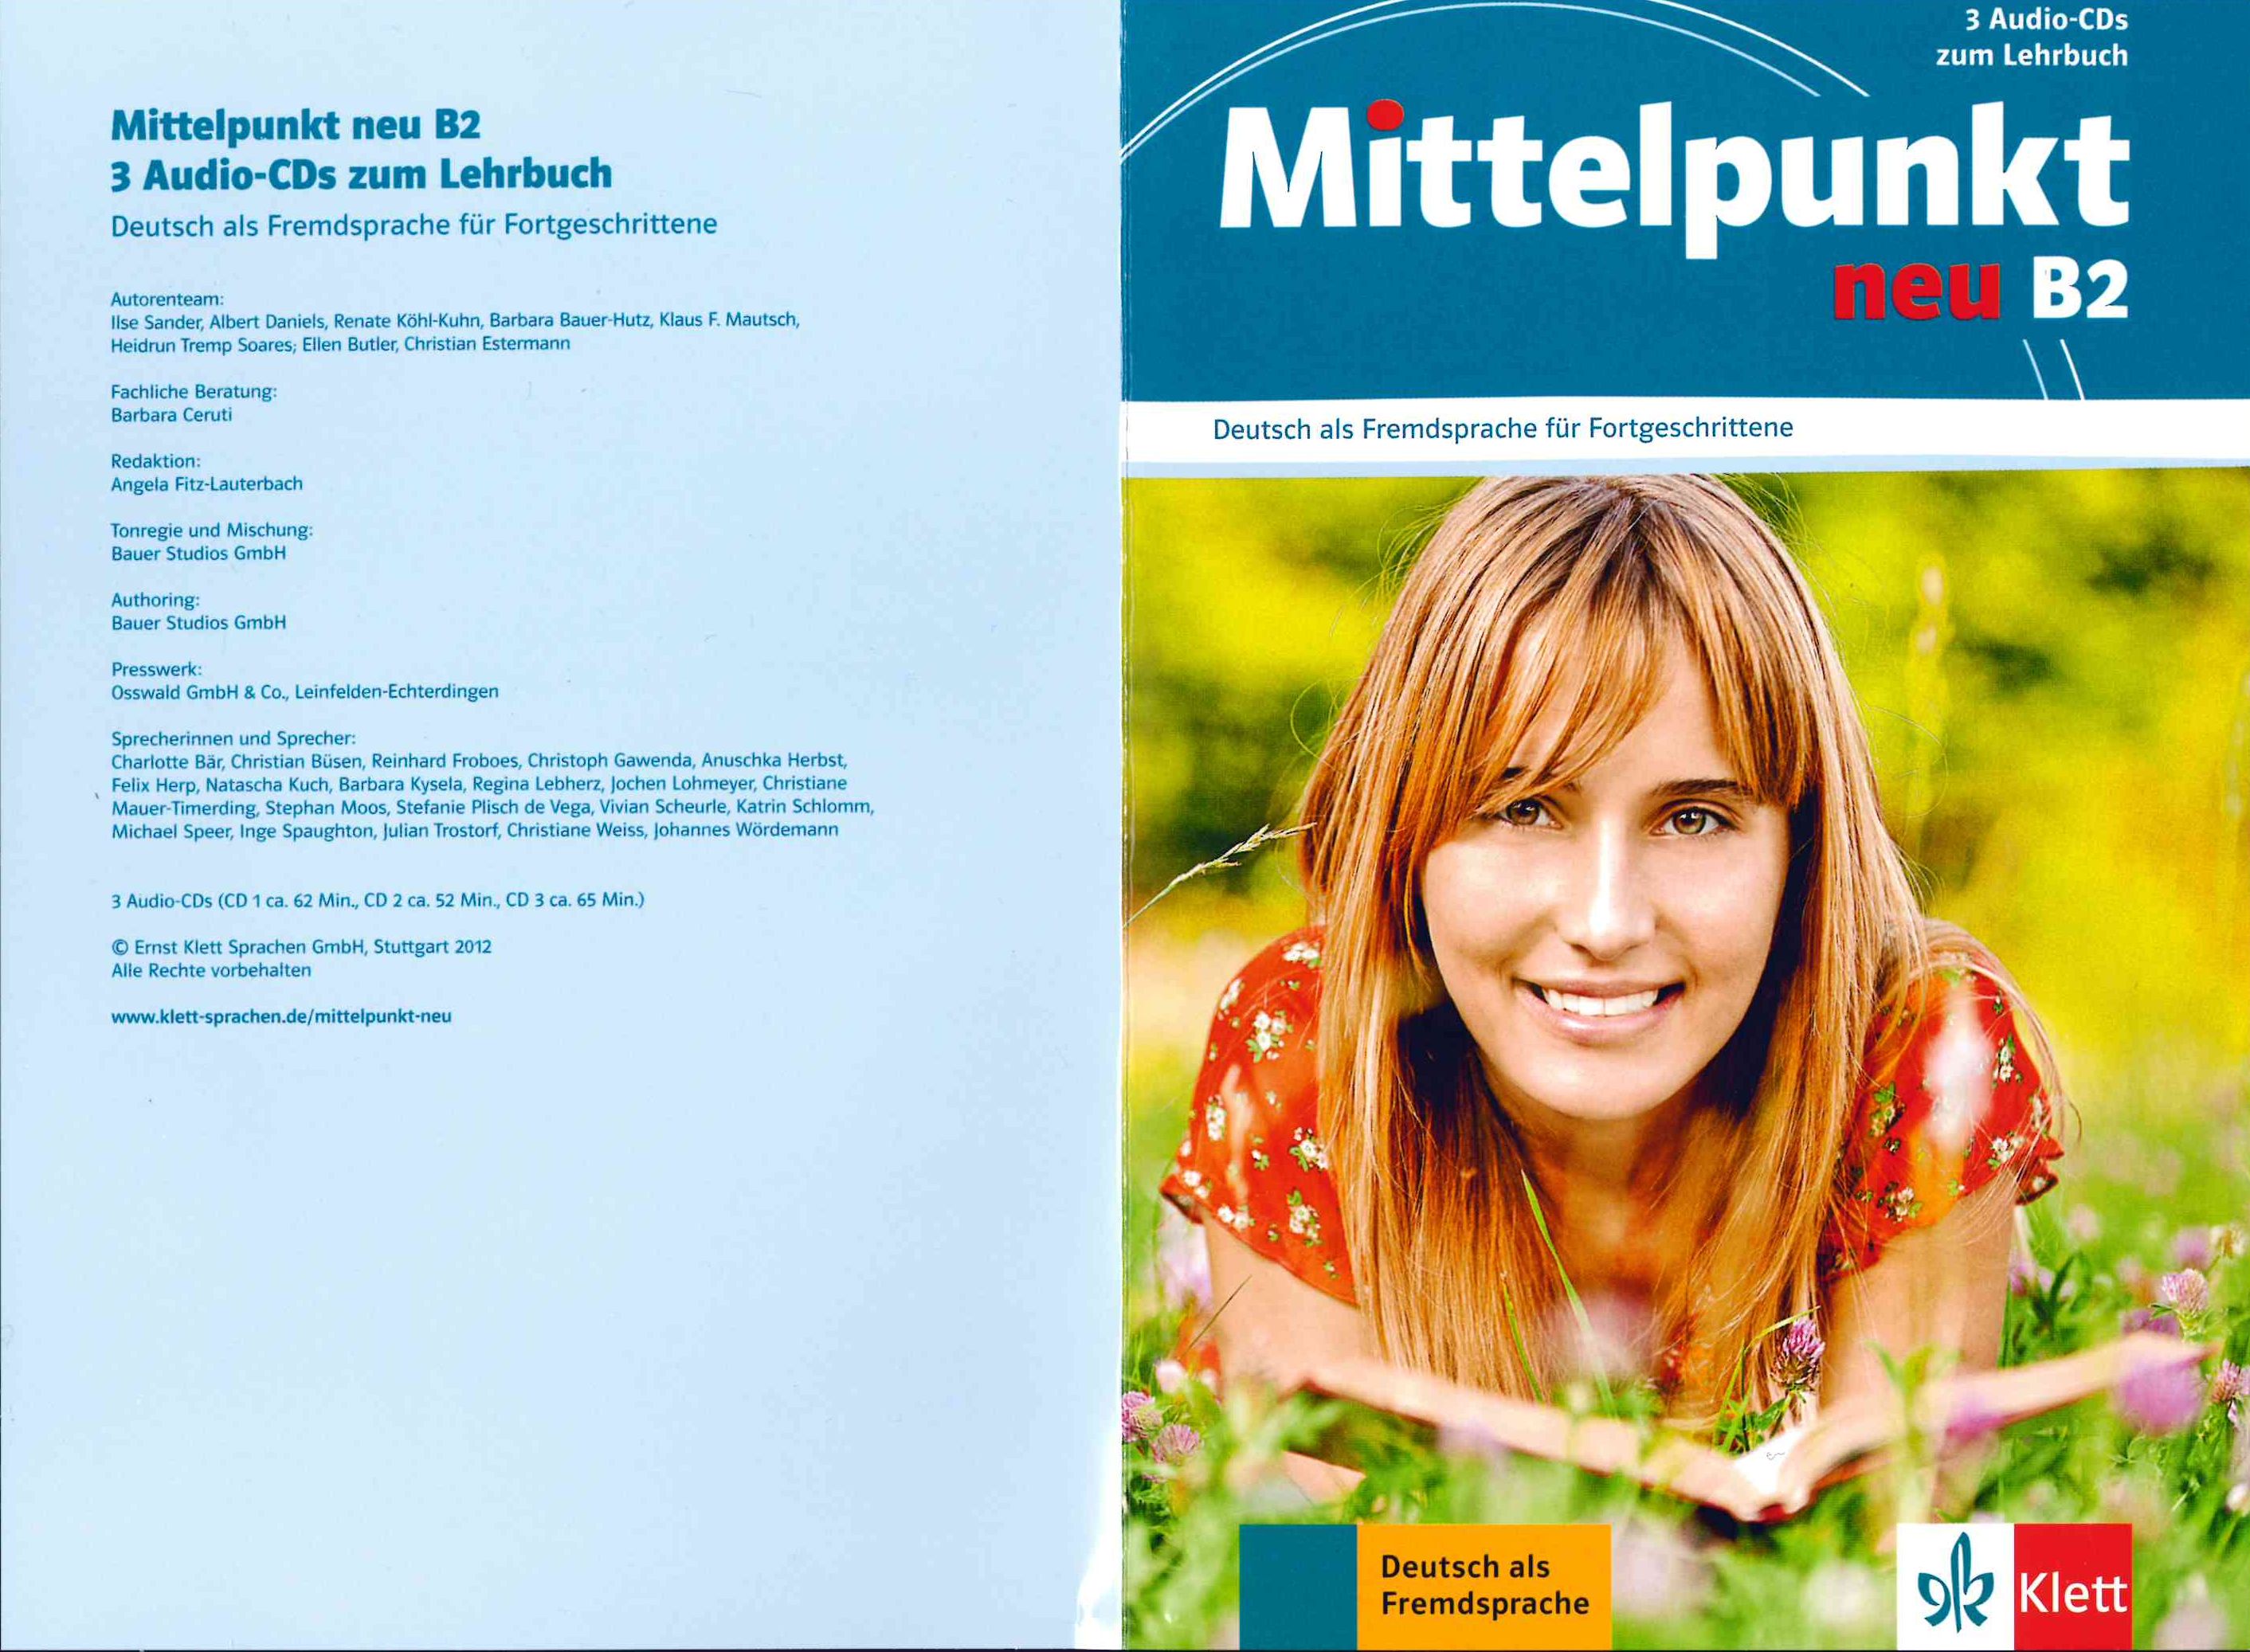 Mittelpunkt neu B2
3 Audio-CDs zum Lehrbuch
Deutsch als Fremdsprache für Fortgeschrittene
Autorenteam:
Ilse Sander, Albert Daniels, Renate Köhl-Kuhn, Barbara Bauer-Hutz, Klaus F. Mautsch,
Heidrun Tremp Soares; Ellen Butler, Christian Estermann
Fachliche Beratung:
Barbara Ceruti
Redaktion:
Angela Fitz-Lauterbach
Tonregie und Mischung:
Bauer Studios GmbH
Authoring:
Bauer Studios GmbH
Presswerk:
Osswald GmbH & Co., Leinfelden-Echterdingen
Sprecherinnen und Sprecher:
Charlotte Bär, Christian Büsen, Reinhard Froboes, Christoph Gawenda, Anuschka Herbst,
Felix Herp, Natascha Kuch, Barbara Kysela, Regina Lebherz, Jochen Lohmeyer, Christiane
Mauer-Timerding, Stephan Moos, Stefanie Plisch de Vega, Vivian Scheurle, Katrin Schlomm,
Michael Speer, Inge Spaughton, Julian Trostorf, Christiane Weiss, Johannes Wördemann
3 Audio-CDs (CD 1 ca. 62 Min., CD 2 ca. 52 Min., CD 3 ca. 65 Min.)
© Ernst Klett Sprachen GmbH, Stuttgart 2012
Alle Rechte vorbehalten
www.klett-sprachen.de/mittelpunkt-neu
3 Audio-CDs
zum Lehrbuch
Mittelpunkt
neu B2
Deutsch als Fremdsprache für Fortgeschrittene
Deutsch als
Fremdsprache
Klett